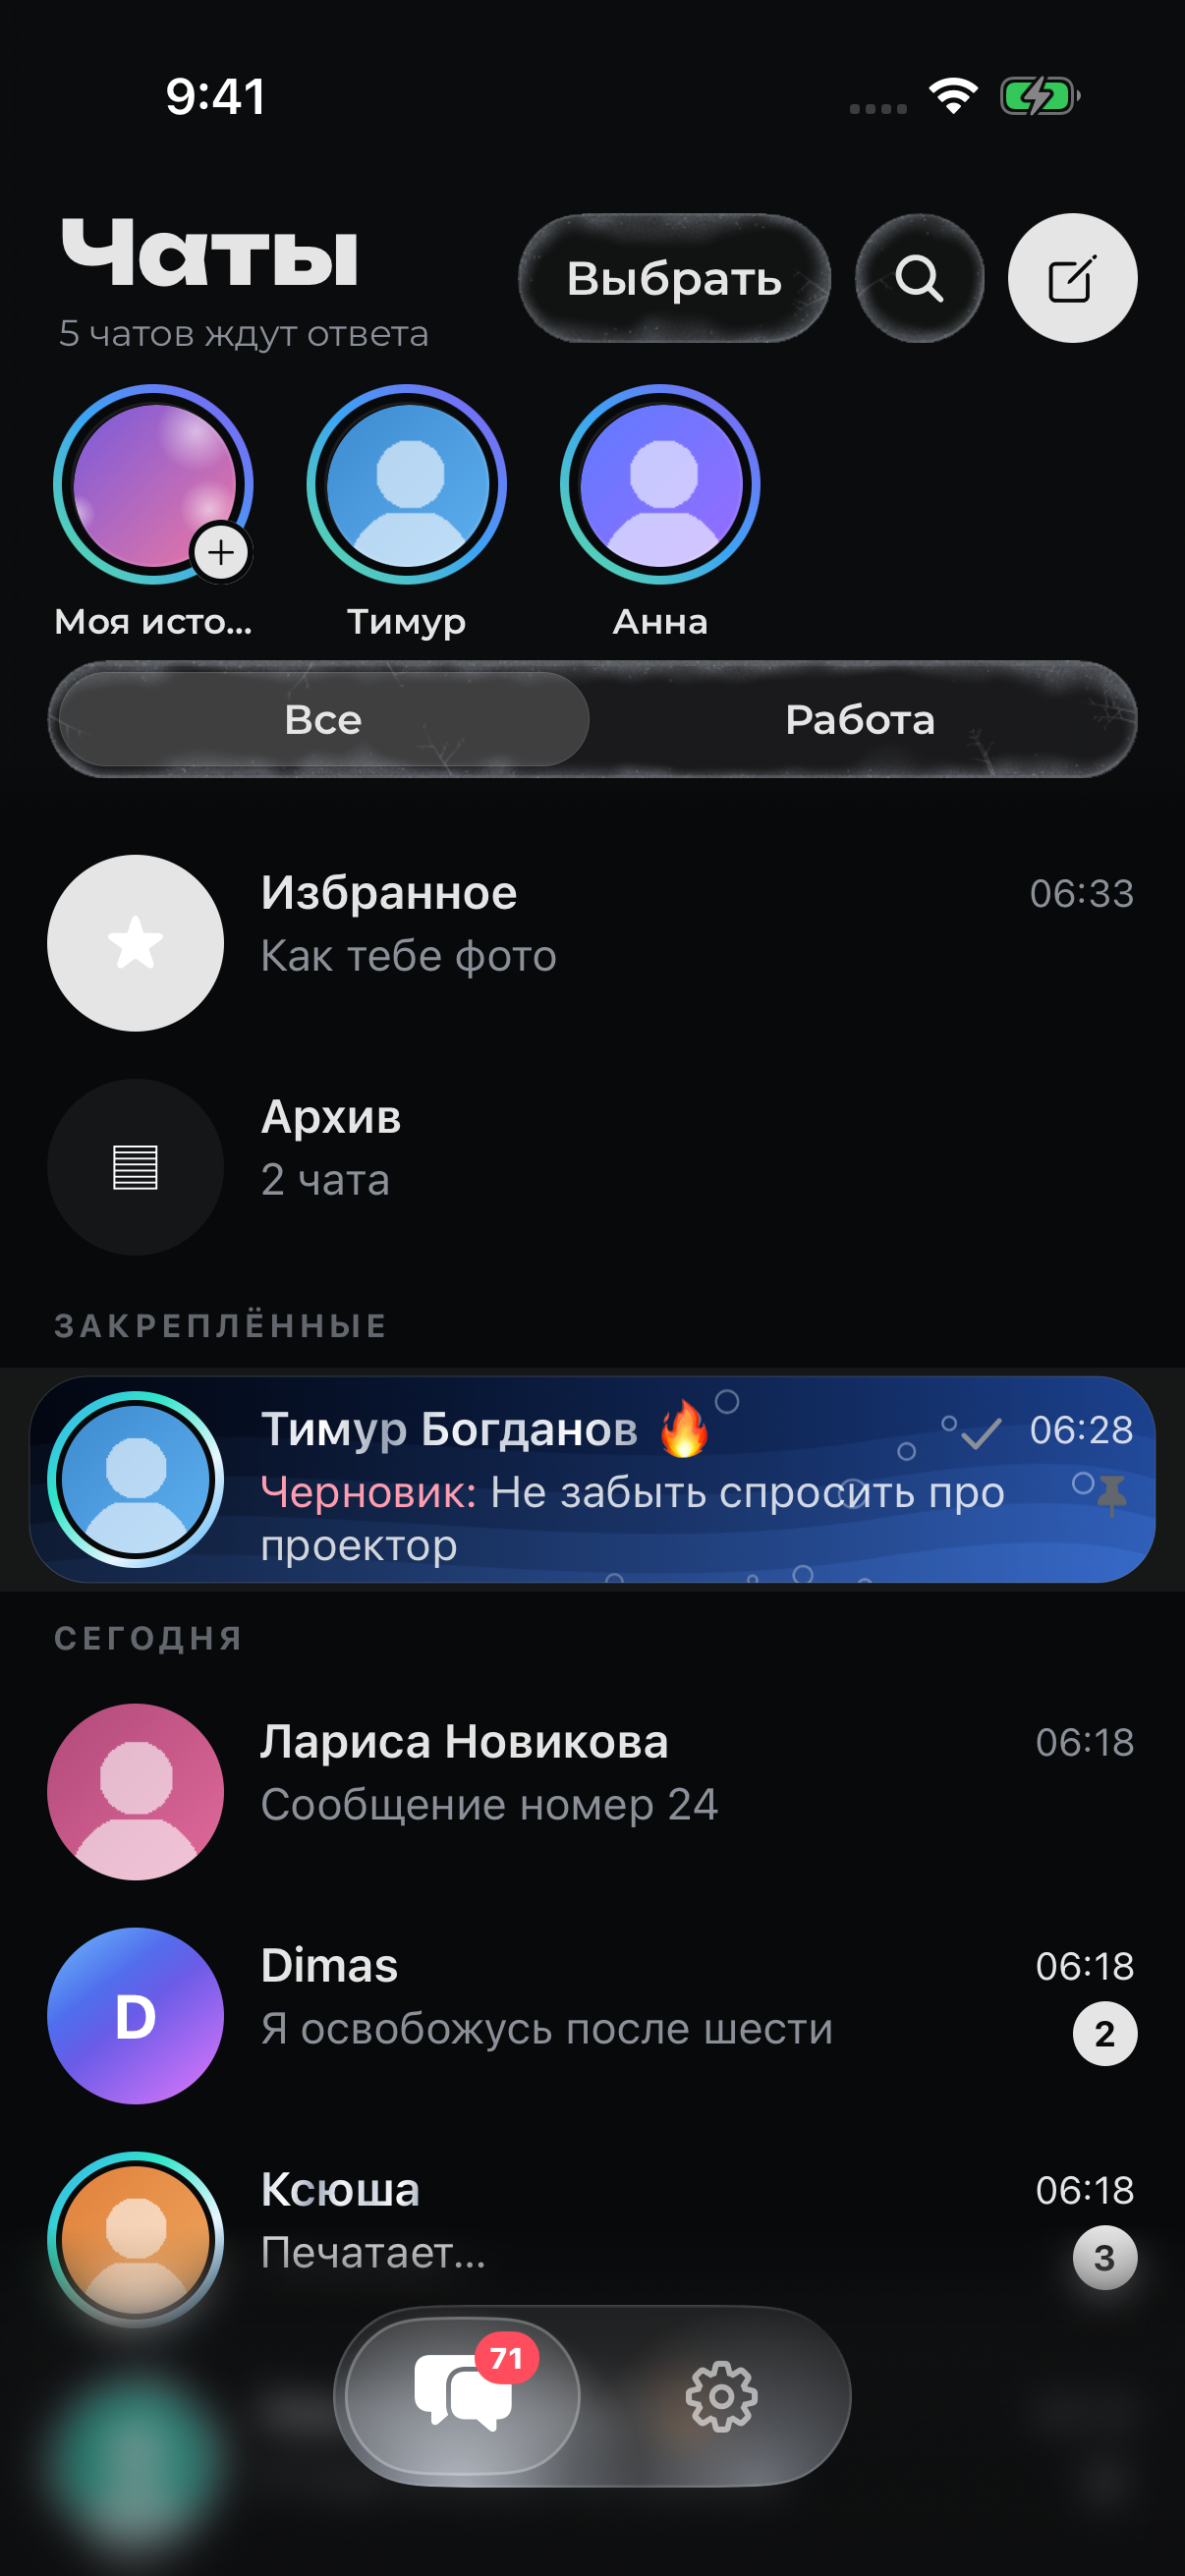 9:41
Чаты
Выбрать
5 чатов ждут ответа
Моя исто...
Тимур
Анна
Все
Работа
Избранное
06:33
Как тебе фото
Архив
2 чата
ЗАКРЕПЛЁННЫЕ
Тимур Богданов 🔥
06:28
Черновик: Не забыть спросить про
проектор
СЕГОДНЯ
Лариса Новикова
06:18
Сообщение номер 24
D
Dimas
06:18
Я освобожусь после шести
2
Ксюша
06:18
Печатает...
3
71